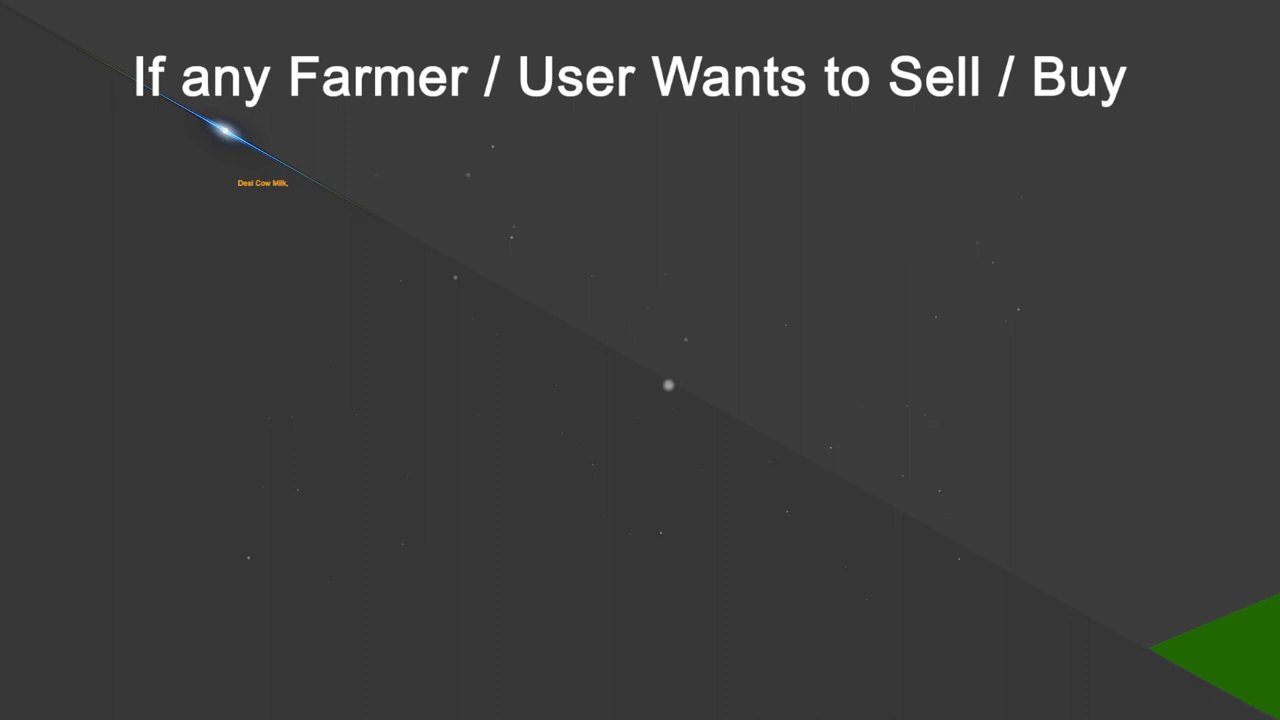 If any Farmer / User Wants to Sell / Buy
Desi Cow Milk,